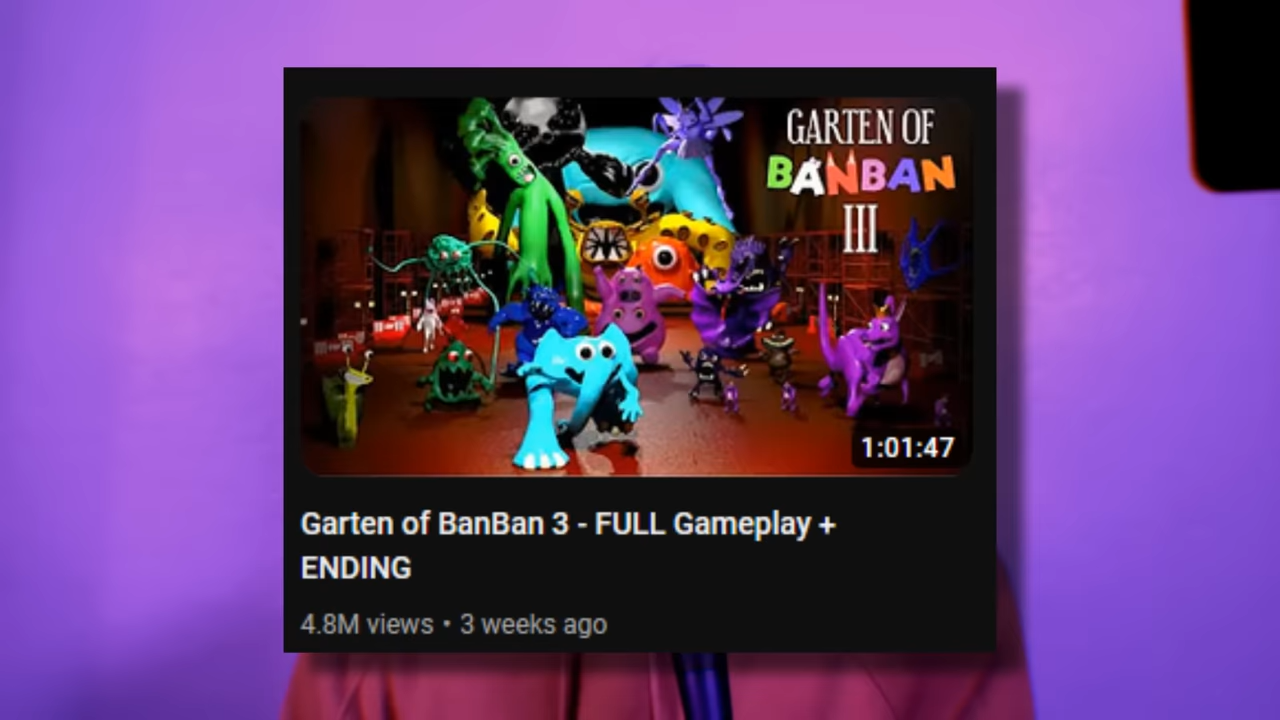 GARTEN OF
BANBAN
III
1:01:47
Garten of BanBan 3 - FULL Gameplay +
ENDING
4.8M views • 3 weeks ago